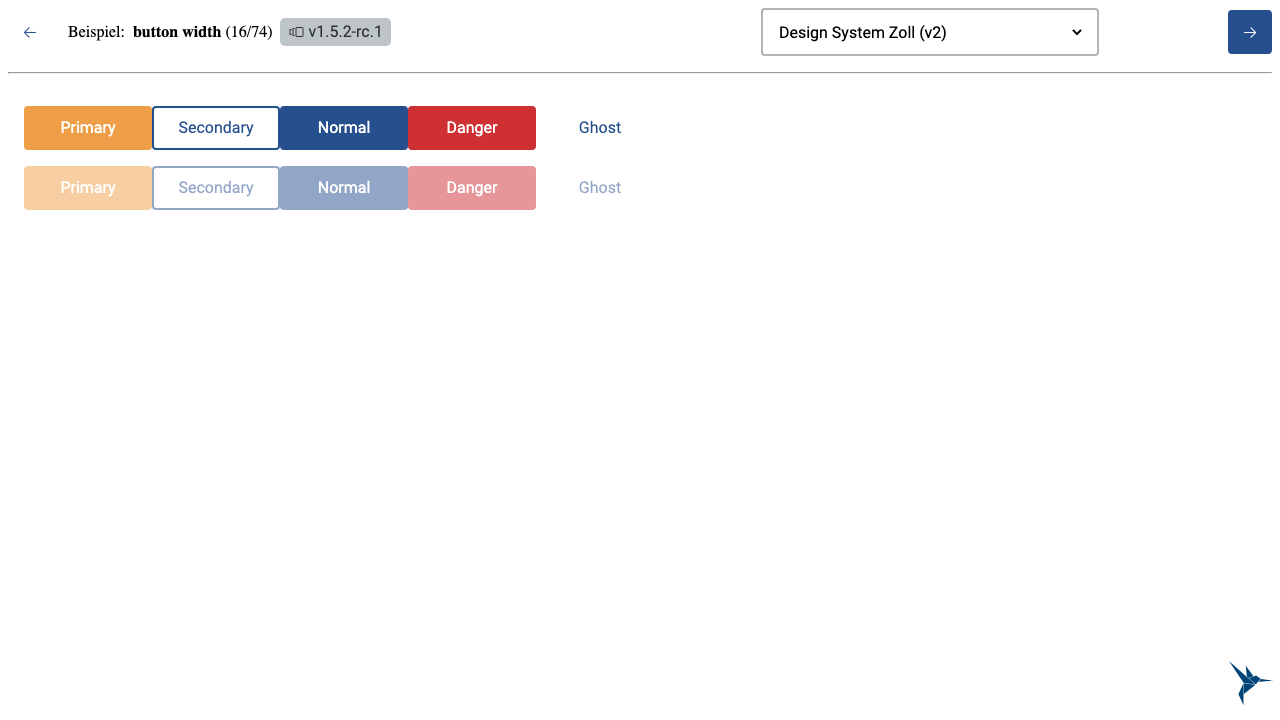 Beispiel: button width (16/74) v1.5.2-rc.1 Design System Zoll (v2)
Primary Secondary Normal Danger Ghost
Primary Secondary Normal Danger Ghost